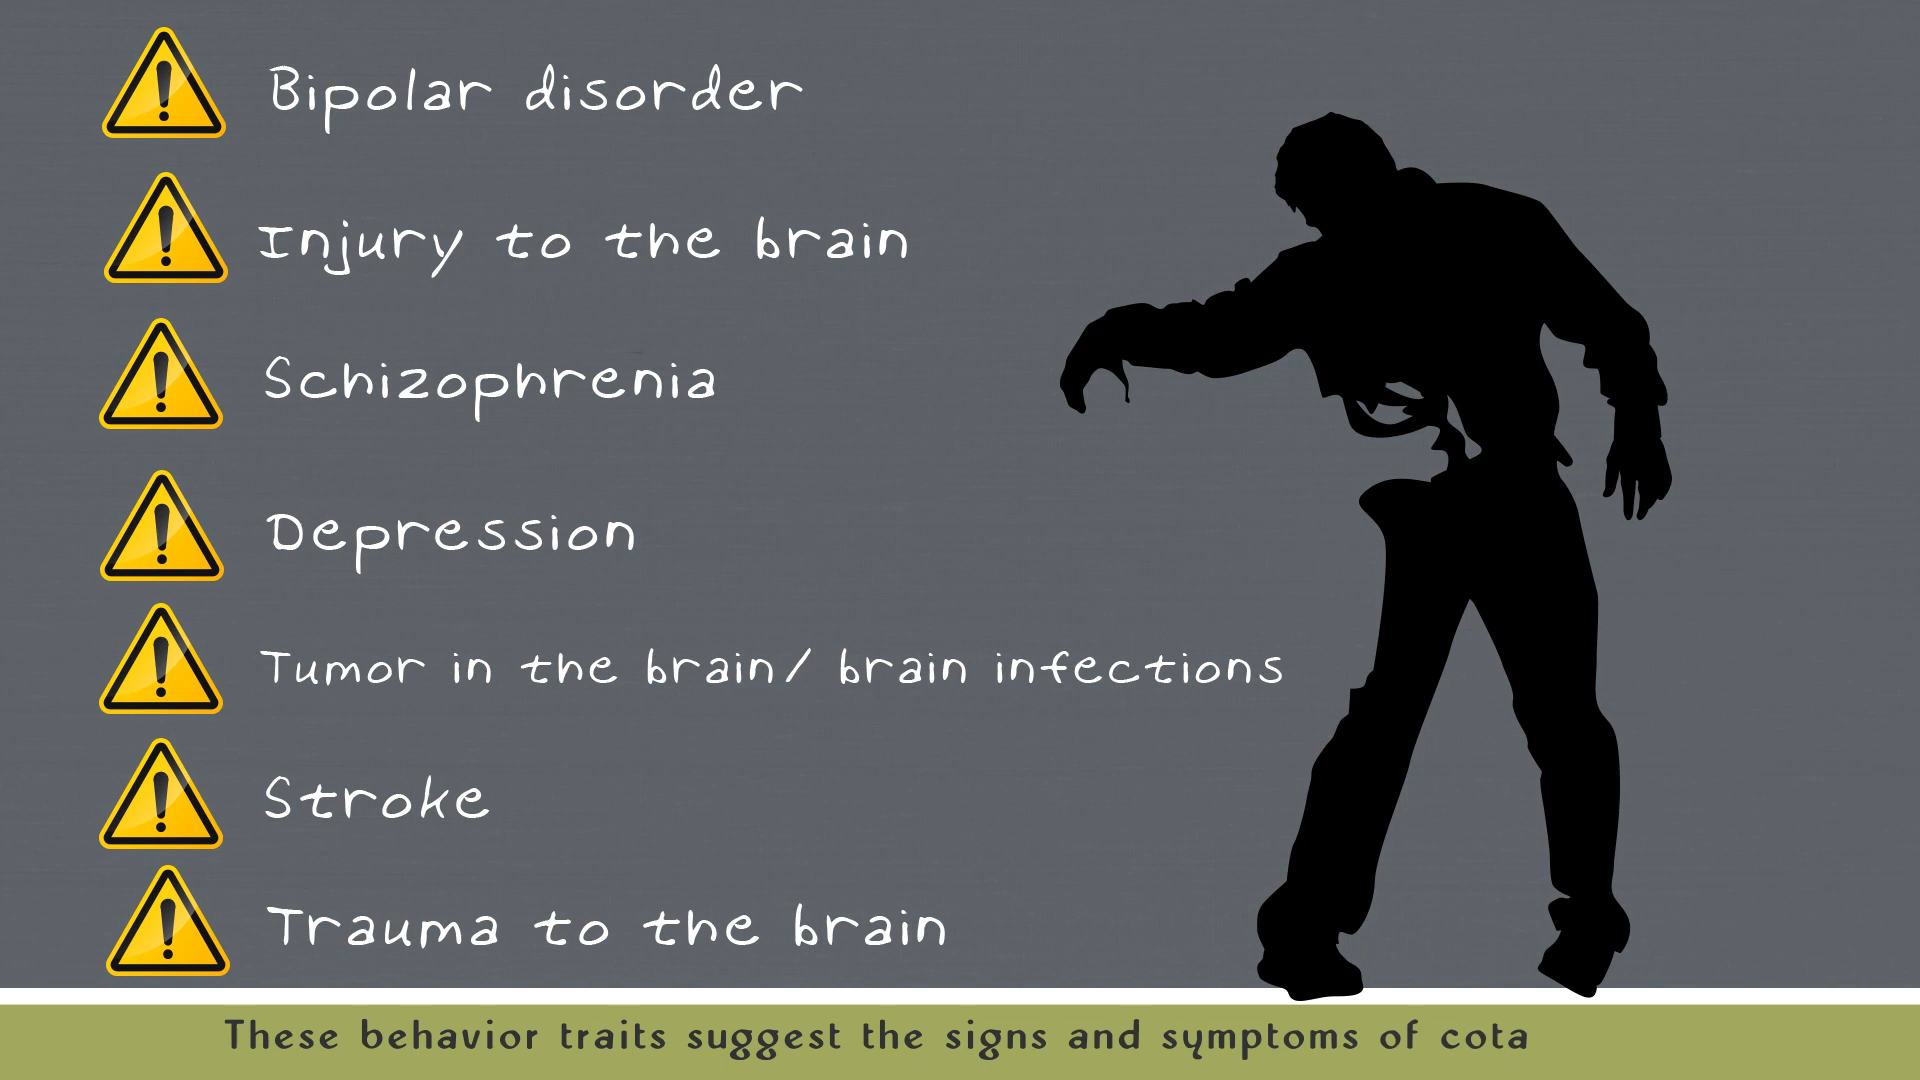 Bipolar disorder
Injury to the brain
Schizophrenia
Depression
Tumor in the brain/ brain infections
Stroke
Trauma to the brain
These behavior traits suggest the signs and symptoms of cota